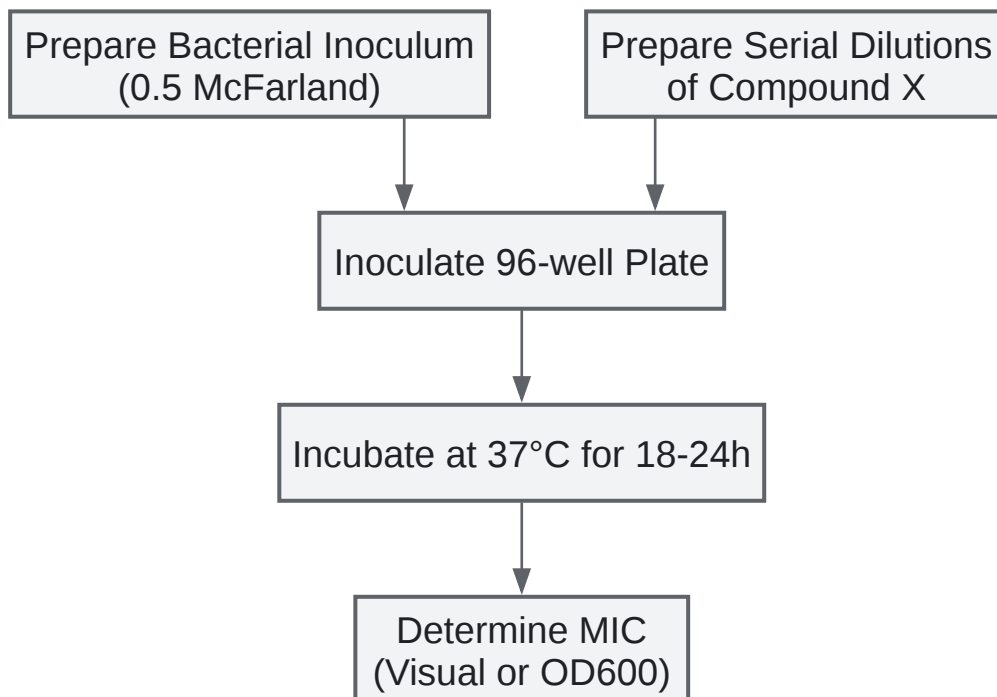 Prepare Bacterial Inoculum
(0.5 McFarland)
Prepare Serial Dilutions
of Compound X
Inoculate 96-well Plate
Incubate at 37°C for 18-24h
Determine MIC
(Visual or OD600)